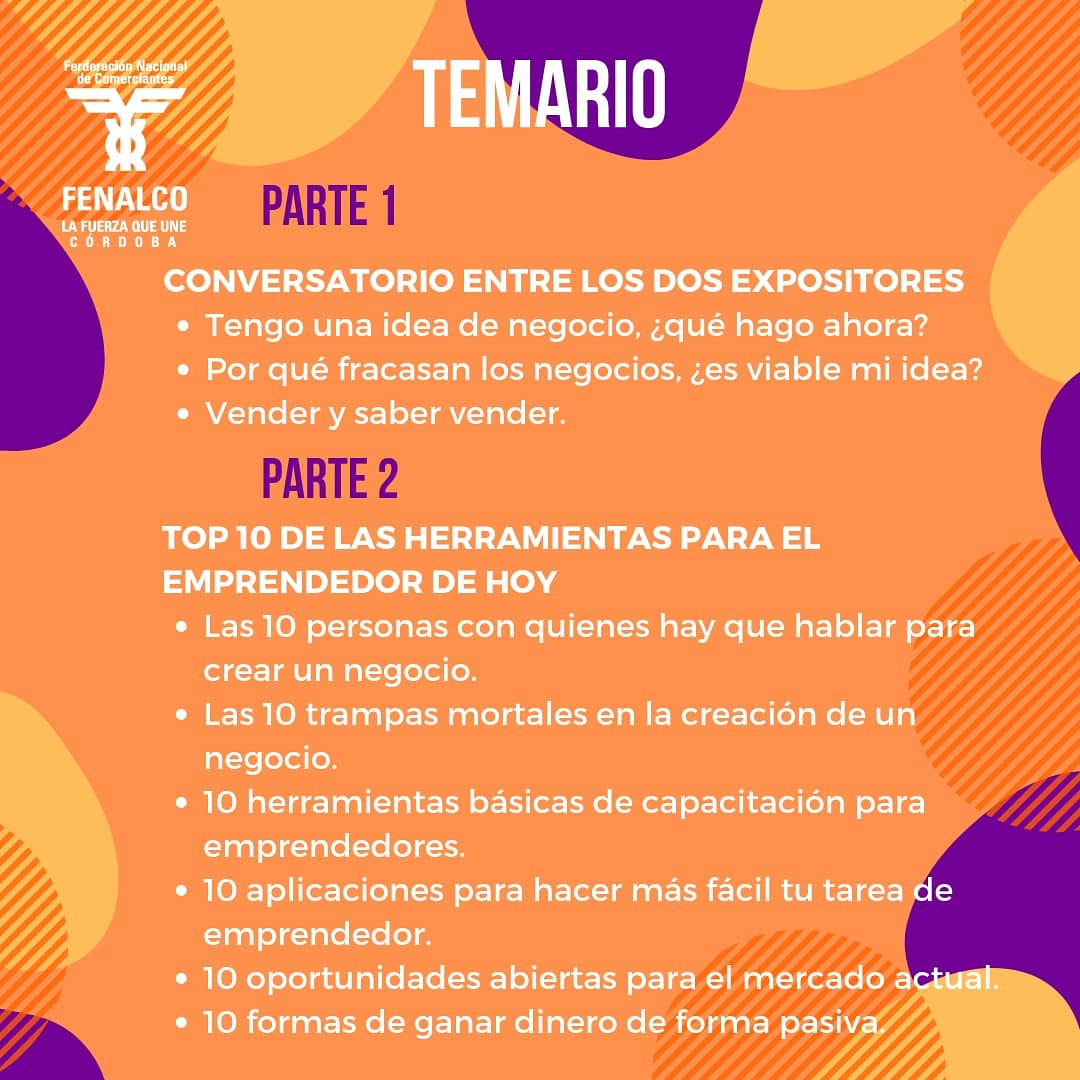 Ferderación Nacional
de Comerciantes
FENALCO
LA FUERZA QUE UNE
CÓRDOBA
TEMARIO
PARTE 1
CONVERSATORIO ENTRE LOS DOS EXPOSITORES
• Tengo una idea de negocio, ¿qué hago ahora?
• Por qué fracasan los negocios, ¿es viable mi idea?
• Vender y saber vender.
PARTE 2
TOP 10 DE LAS HERRAMIENTAS PARA EL
EMPRENDEDOR DE HOY
• Las 10 personas con quienes hay que hablar para
crear un negocio.
• Las 10 trampas mortales en la creación de un
negocio.
• 10 herramientas básicas de capacitación para
emprendedores.
• 10 aplicaciones para hacer más fácil tu tarea de
emprendedor.
• 10 oportunidades abiertas para el mercado actual.
• 10 formas de ganar dinero de forma pasiva.